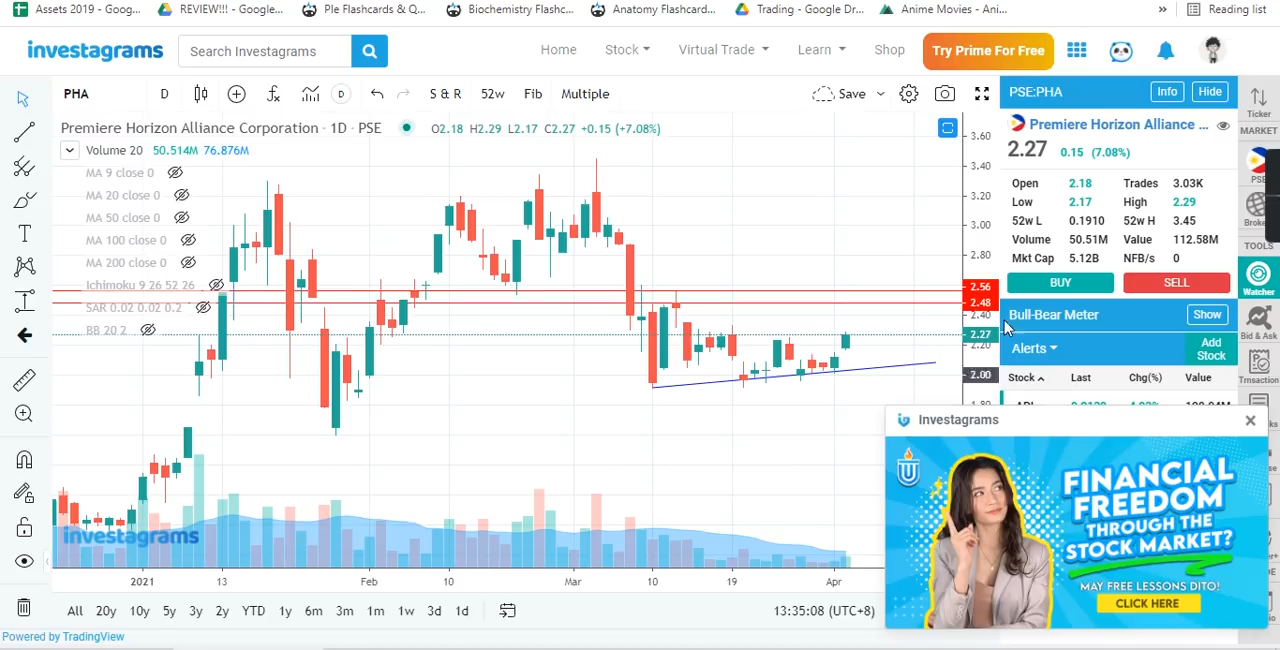 Assets 2019 - Goog...
REVIEW!!! - Google...
Ple Flashcards & Q...
Biochemistry Flashc...
Anatomy Flashcard...
Trading - Google Dr...
Anime Movies - Ani...
»
Reading list
investagrams
Search Investagrams
Home
Stock
Virtual Trade
Learn
Shop
Try Prime For Free
PHA
D
D
S & R
52w
Fib
Multiple
Save
Premiere Horizon Alliance Corporation · 1D · PSE
O2.18 H2.29 L2.17 C2.27 +0.15 (+7.08%)
Volume 20 50.514M 76.876M
MA 9 close 0
MA 20 close 0
MA 50 close 0
MA 100 close 0
MA 200 close 0
Ichimoku 9 26 52 26
SAR 0.02 0.02 0.2
BB 20 2
3.60
3.40
3.20
3.00
2.80
2.56
2.48
2.40
2.27
2.20
2.00
1.80
investagrams
2021
13
Feb
10
Mar
10
19
Apr
All
20y
10y
5y
3y
2y
YTD
1y
6m
3m
1m
1w
3d
1d
13:35:08 (UTC+8)
Powered by TradingView
PSE:PHA
Info
Hide
Premiere Horizon Alliance ...
2.27 0.15 (7.08%)
Open 2.18 Trades 3.03K
Low 2.17 High 2.29
52w L 0.1910 52w H 3.45
Volume 50.51M Value 112.58M
Mkt Cap 5.12B NFB/s 0
BUY
SELL
Bull-Bear Meter
Show
Alerts
Add
Stock
Stock Last Chg(%) Value
Ticker
MARKET
PSE
Broke
TOOLS
Watcher
Bid & Ask
Trnsaction
Investagrams
U
FINANCIAL
FREEDOM
THROUGH THE
STOCK MARKET?
MAY FREE LESSONS DITO!
CLICK HERE